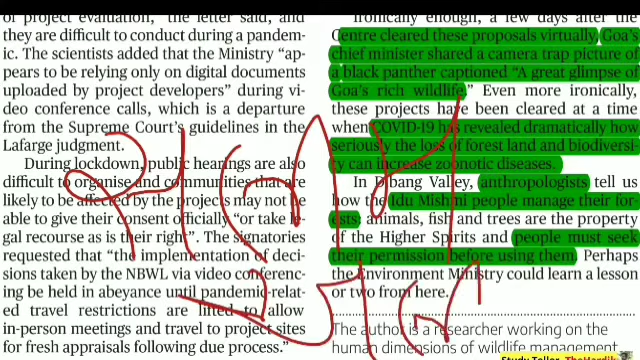 of project evaluation, the letter said, and
they are difficult to conduct during a pandem-
ic. The scientists added that the Ministry “ap-
pears to be relying only on digital documents
uploaded by project developers” during vi-
deo conference calls, which is a departure
from the Supreme Court’s guidelines in the
Lafarge judgment.
During lockdown, public hearings are also
difficult to organise and communities that are
likely to be affected by the projects may not be
able to give their consent officially “or take le-
gal recourse as is their right”. The signatories
requested that “the implementation of deci-
sions taken by the NBWL via video conferenc-
ing be held in abeyance until pandemic-relat-
ed travel restrictions are lifted to allow
in-person meetings and travel to project sites
for fresh appraisals following due process.”
Ironically enough, a few days after the
Centre cleared these proposals virtually, Goa’s
chief minister shared a camera trap picture of
a black panther captioned “A great glimpse of
Goa’s rich wildlife.” Even more ironically,
these projects have been cleared at a time
when COVID-19 has revealed dramatically how
seriously the loss of forest land and biodiversi-
ty can increase zoonotic diseases.
In Dibang Valley, anthropologists tell us
how the Idu Mishmi people manage their for-
ests: animals, fish and trees are the property
of the Higher Spirits and people must seek
their permission before using them. Perhaps
the Environment Ministry could learn a lesson
or two from here.
The author is a researcher working on the
human dimensions of wildlife management